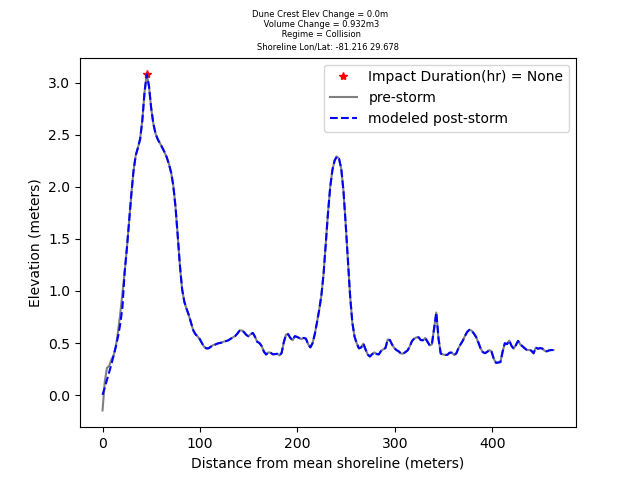 Dune Crest Elev Change = 0.0m
Volume Change = 0.932m3
Regime = Collision
Shoreline Lon/Lat: -81.216 29.678
Impact Duration(hr) = None
pre-storm
modeled post-storm
Elevation (meters)
3.0
2.5
2.0
1.5
1.0
0.5
0.0
0 100 200 300 400
Distance from mean shoreline (meters)